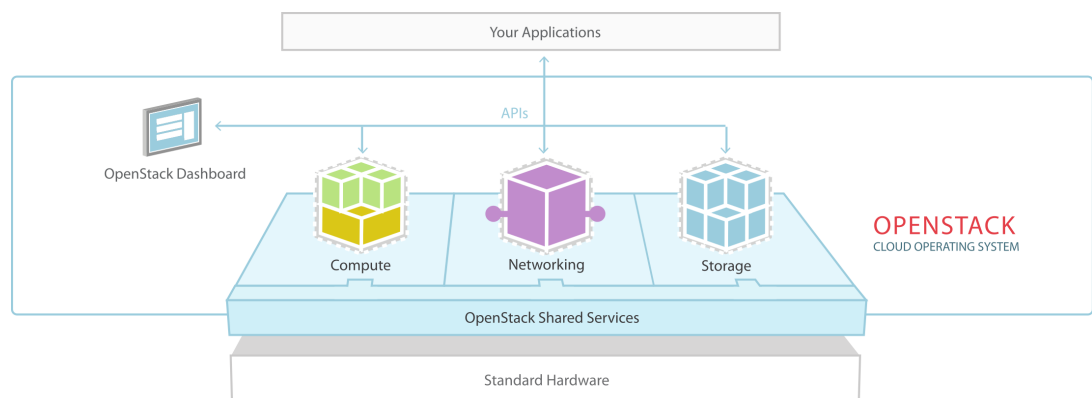 Your Applications
APIs
OpenStack Dashboard
OPENSTACK
CLOUD OPERATING SYSTEM
Compute
Networking
Storage
OpenStack Shared Services
Standard Hardware